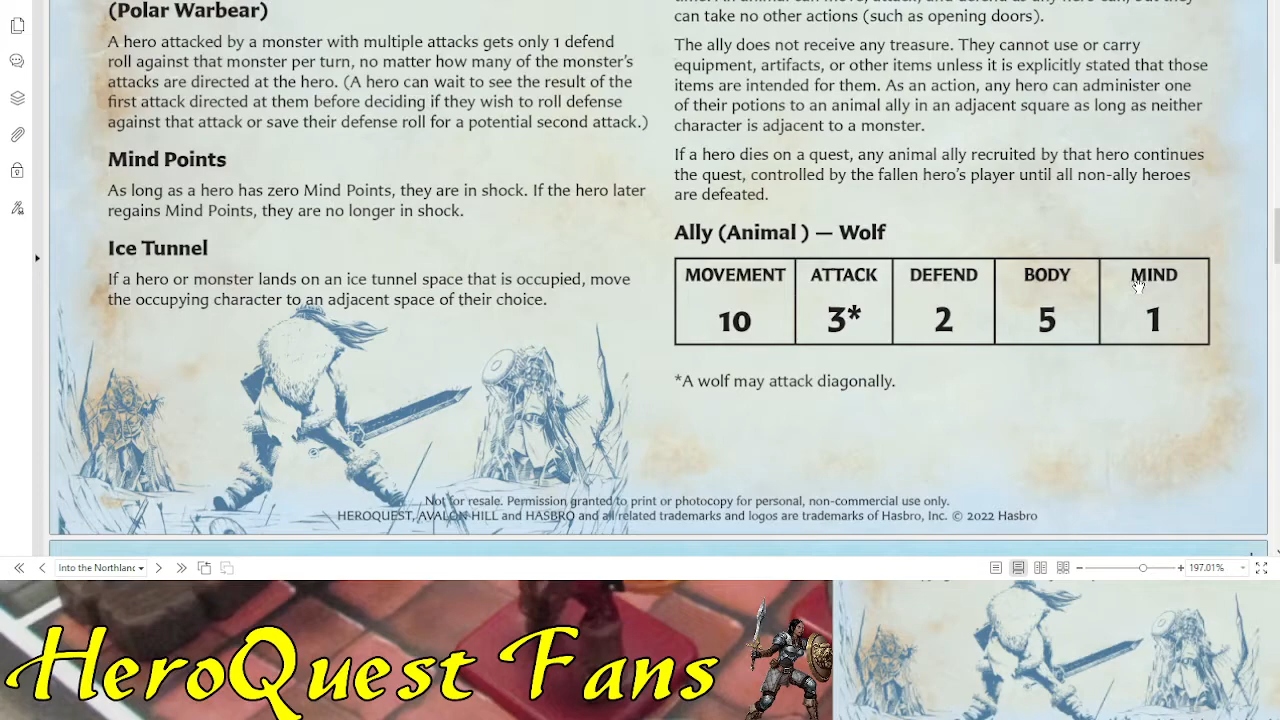 (Polar Warbear)
A hero attacked by a monster with multiple attacks gets only 1 defend
roll against that monster per turn, no matter how many of the monster's
attacks are directed at the hero. (A hero can wait to see the result of the
first attack directed at them before deciding if they wish to roll defense
against that attack or save their defense roll for a potential second attack.)
Mind Points
As long as a hero has zero Mind Points, they are in shock. If the hero later
regains Mind Points, they are no longer in shock.
Ice Tunnel
If a hero or monster lands on an ice tunnel space that is occupied, move
the occupying character to an adjacent space of their choice.
can take no other actions (such as opening doors).
The ally does not receive any treasure. They cannot use or carry
equipment, artifacts, or other items unless it is explicitly stated that those
items are intended for them. As an action, any hero can administer one
of their potions to an animal ally in an adjacent square as long as neither
character is adjacent to a monster.
If a hero dies on a quest, any animal ally recruited by that hero continues
the quest, controlled by the fallen hero's player until all non-ally heroes
are defeated.
Ally (Animal ) — Wolf
MOVEMENT ATTACK DEFEND BODY MIND
10 3* 2 5 1
*A wolf may attack diagonally.
Not for resale. Permission granted to print or photocopy for personal, non-commercial use only.
HEROQUEST, AVALON HILL and HASBRO and all related trademarks and logos are trademarks of Hasbro, Inc. © 2022 Hasbro
Into the Northlanc
197.01%
HeroQuest Fans